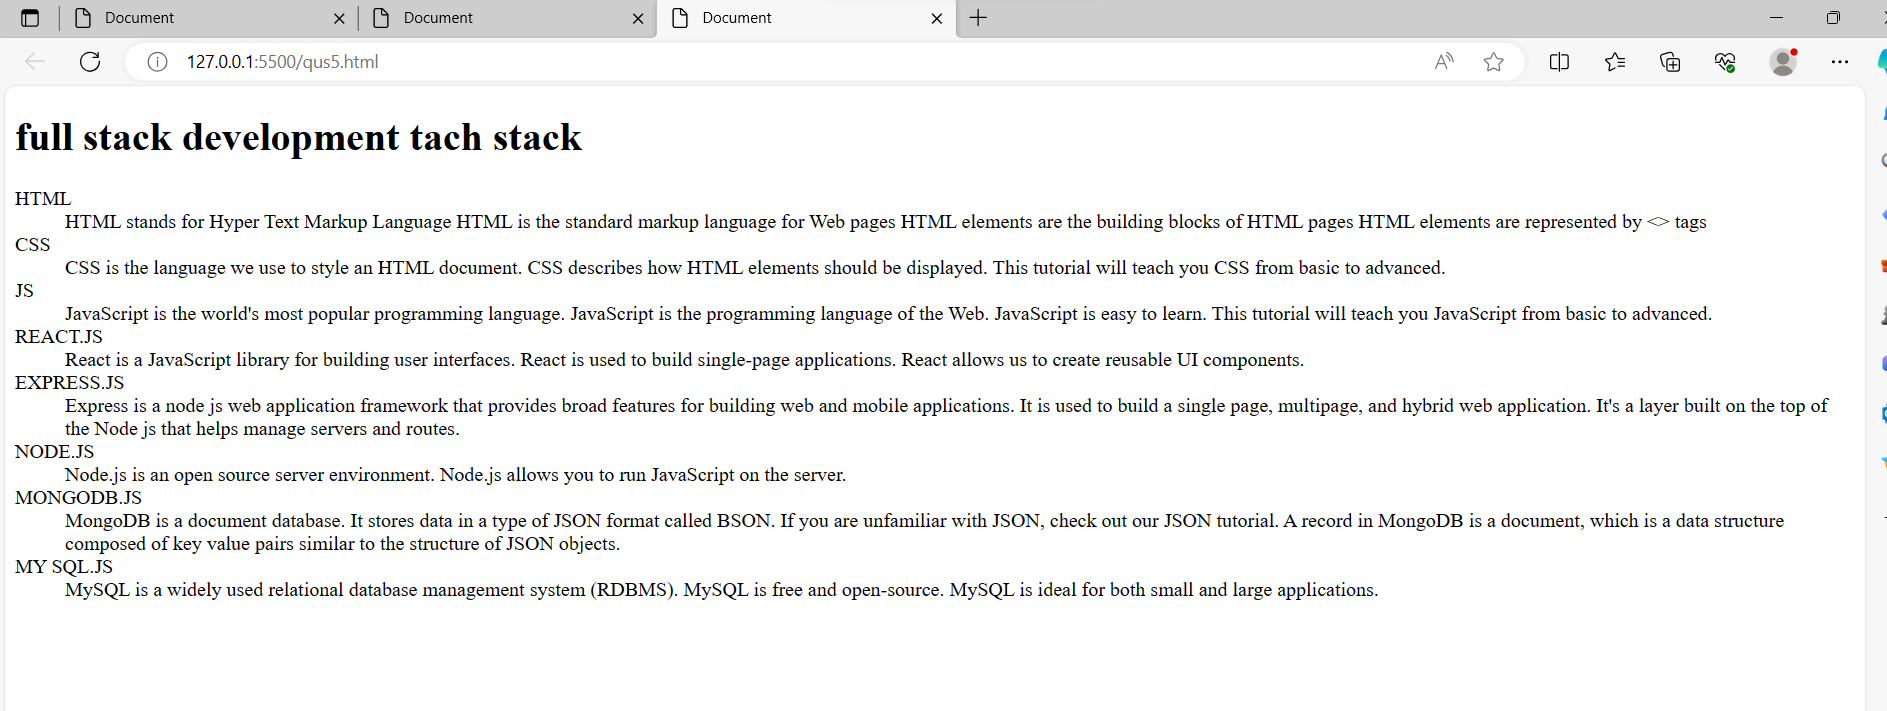 Document
Document
Document
127.0.0.1:5500/qus5.html
full stack development tach stack
HTML
HTML stands for Hyper Text Markup Language HTML is the standard markup language for Web pages HTML elements are the building blocks of HTML pages HTML elements are represented by <> tags
CSS
CSS is the language we use to style an HTML document. CSS describes how HTML elements should be displayed. This tutorial will teach you CSS from basic to advanced.
JS
JavaScript is the world's most popular programming language. JavaScript is the programming language of the Web. JavaScript is easy to learn. This tutorial will teach you JavaScript from basic to advanced.
REACT.JS
React is a JavaScript library for building user interfaces. React is used to build single-page applications. React allows us to create reusable UI components.
EXPRESS.JS
Express is a node js web application framework that provides broad features for building web and mobile applications. It is used to build a single page, multipage, and hybrid web application. It's a layer built on the top of
the Node js that helps manage servers and routes.
NODE.JS
Node.js is an open source server environment. Node.js allows you to run JavaScript on the server.
MONGODB.JS
MongoDB is a document database. It stores data in a type of JSON format called BSON. If you are unfamiliar with JSON, check out our JSON tutorial. A record in MongoDB is a document, which is a data structure
composed of key value pairs similar to the structure of JSON objects.
MY SQL.JS
MySQL is a widely used relational database management system (RDBMS). MySQL is free and open-source. MySQL is ideal for both small and large applications.